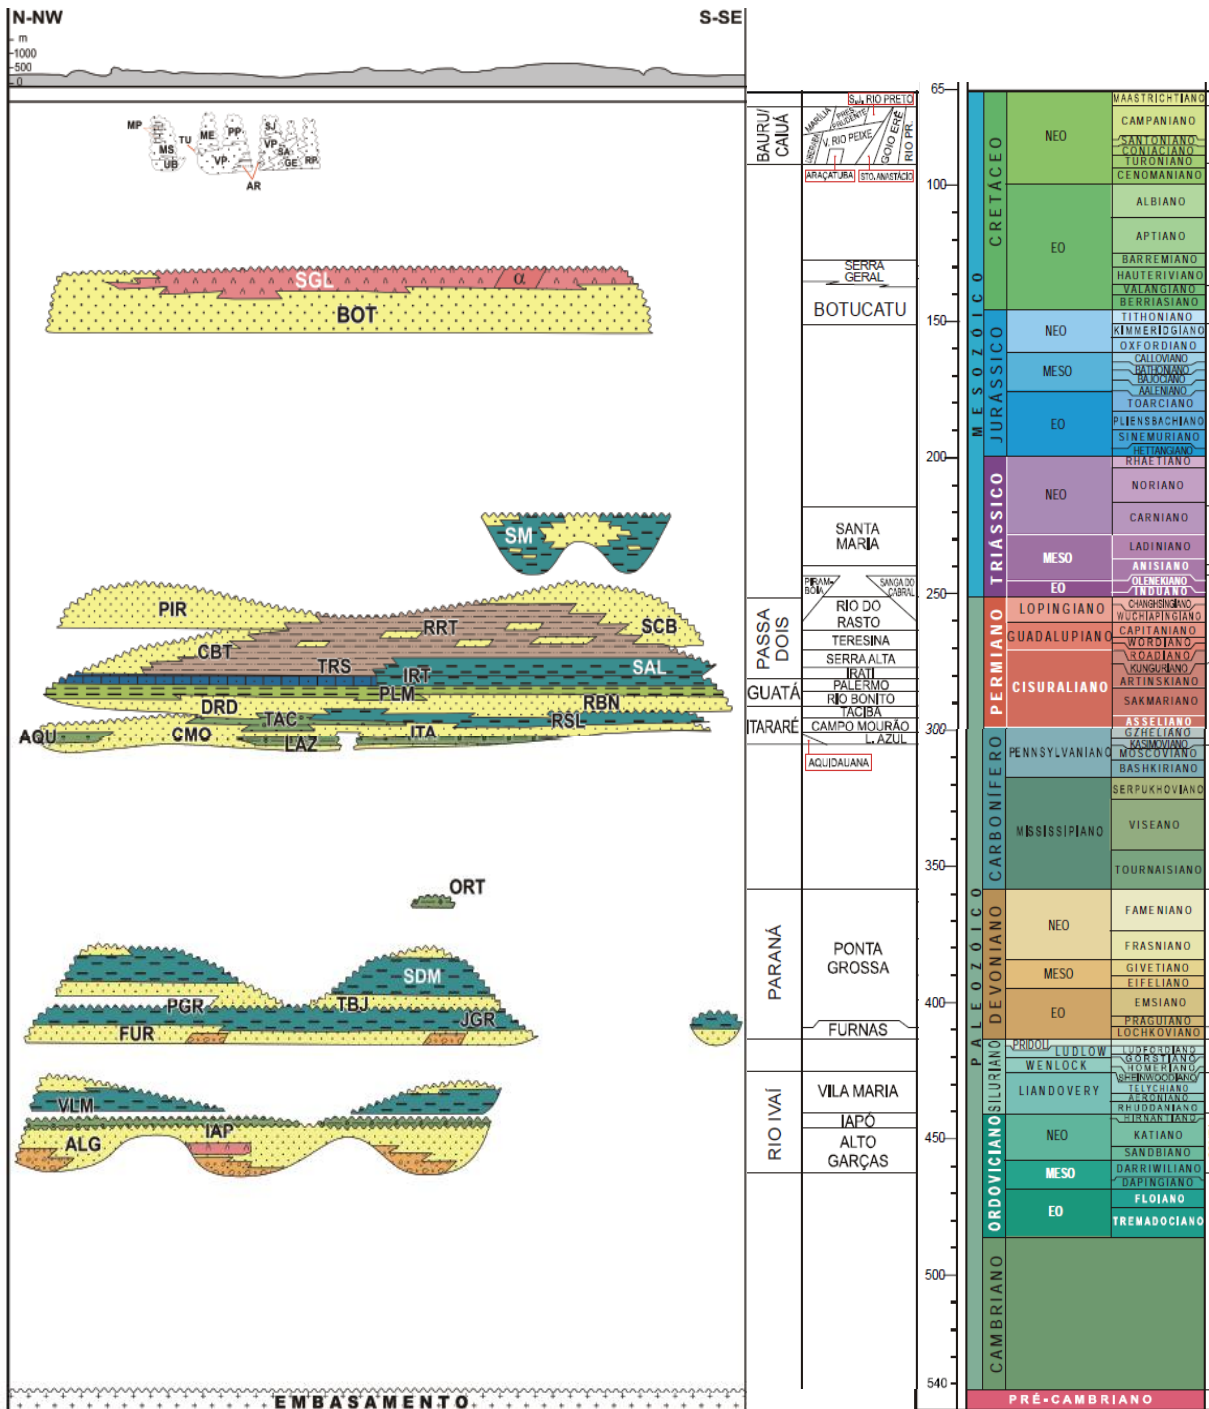 N-NW
S-SE
m
1000
500
0
MP
MS
UB
TU
ME
VP
PP
SJ
VP
SA
GE
RP
AR
SGL
α
BOT
SM
PIR
RRT
SCB
CBT
TRS
IRT
SAL
PLM
DRD
RBN
TAC
RSL
AQU
CMO
ITA
LAZ
ORT
SDM
PGR
TBJ
JGR
FUR
VLM
IAP
ALG
EMBASAMENTO
BAURU/
CAIUÁ
PASSA
DOIS
GUATÁ
ITARARÉ
PARANÁ
RIO IVAÍ
S.J. RIO PRETO
MARÍLIA
PRES.
PRUDENTE
UBERABA
V. RIO PEIXE
GOIO ERÊ
RIO PR.
ARAÇATUBA
STO. ANASTÁCIO
SERRA
GERAL
BOTUCATU
SANTA
MARIA
PIRAM-
BOIA
SANGA DO
CABRAL
RIO DO
RASTO
TERESINA
SERRA ALTA
IRATI
PALERMO
RIO BONITO
TACIBA
CAMPO MOURÃO
L. AZUL
AQUIDAUANA
PONTA
GROSSA
FURNAS
VILA MARIA
IAPÓ
ALTO
GARÇAS
65
100
150
200
250
300
350
400
450
500
540
MESOZÓICO
PALEOZÓICO
CRETÁCEO
JURÁSSICO
TRIÁSSICO
PERMIANO
CARBONÍFERO
DEVONIANO
SILURIANO
ORDOVICIANO
CAMBRIANO
NEO
EO
NEO
MESO
EO
NEO
MESO
EO
LOPINGIANO
GUADALUPIANO
CISURALIANO
PENNSYLVANIANO
MISSISSIPIANO
NEO
MESO
EO
PRIDOLI
LUDLOW
WENLOCK
LIANDOVERY
NEO
MESO
EO
MAASTRICHTIANO
CAMPANIANO
SANTONIANO
CONIACIANO
TURONIANO
CENOMANIANO
ALBIANO
APTIANO
BARREMIANO
HAUTERIVIANO
VALANGIANO
BERRIASIANO
TITHONIANO
KIMMERIDGIANO
OXFORDIANO
CALLOVIANO
BATHONIANO
BAJOCIANO
AALENIANO
TOARCIANO
PLIENSBACHIANO
SINEMURIANO
HETTANGIANO
RHAETIANO
NORIANO
CARNIANO
LADINIANO
ANISIANO
OLENEKIANO
INDUANO
CHANGHSINGIANO
WUCHIAPINGIANO
CAPITANIANO
WORDIANO
ROADIANO
KUNGURIANO
ARTINSKIANO
SAKMARIANO
ASSELIANO
GZHELIANO
KASIMOVIANO
MOSCOVIANO
BASHKIRIANO
SERPUKHOVIANO
VISEANO
TOURNAISIANO
FAMENIANO
FRASNIANO
GIVETIANO
EIFELIANO
EMSIANO
PRAGUIANO
LOCHKOVIANO
LUDFORDIANO
GORSTIANO
HOMERIANO
SHEINWOODIANO
TELYCHIANO
AERONIANO
RHUDDANIANO
HIRNANTIANO
KATIANO
SANDBIANO
DARRIWILIANO
DAPINGIANO
FLOIANO
TREMADOCIANO
PRÉ-CAMBRIANO